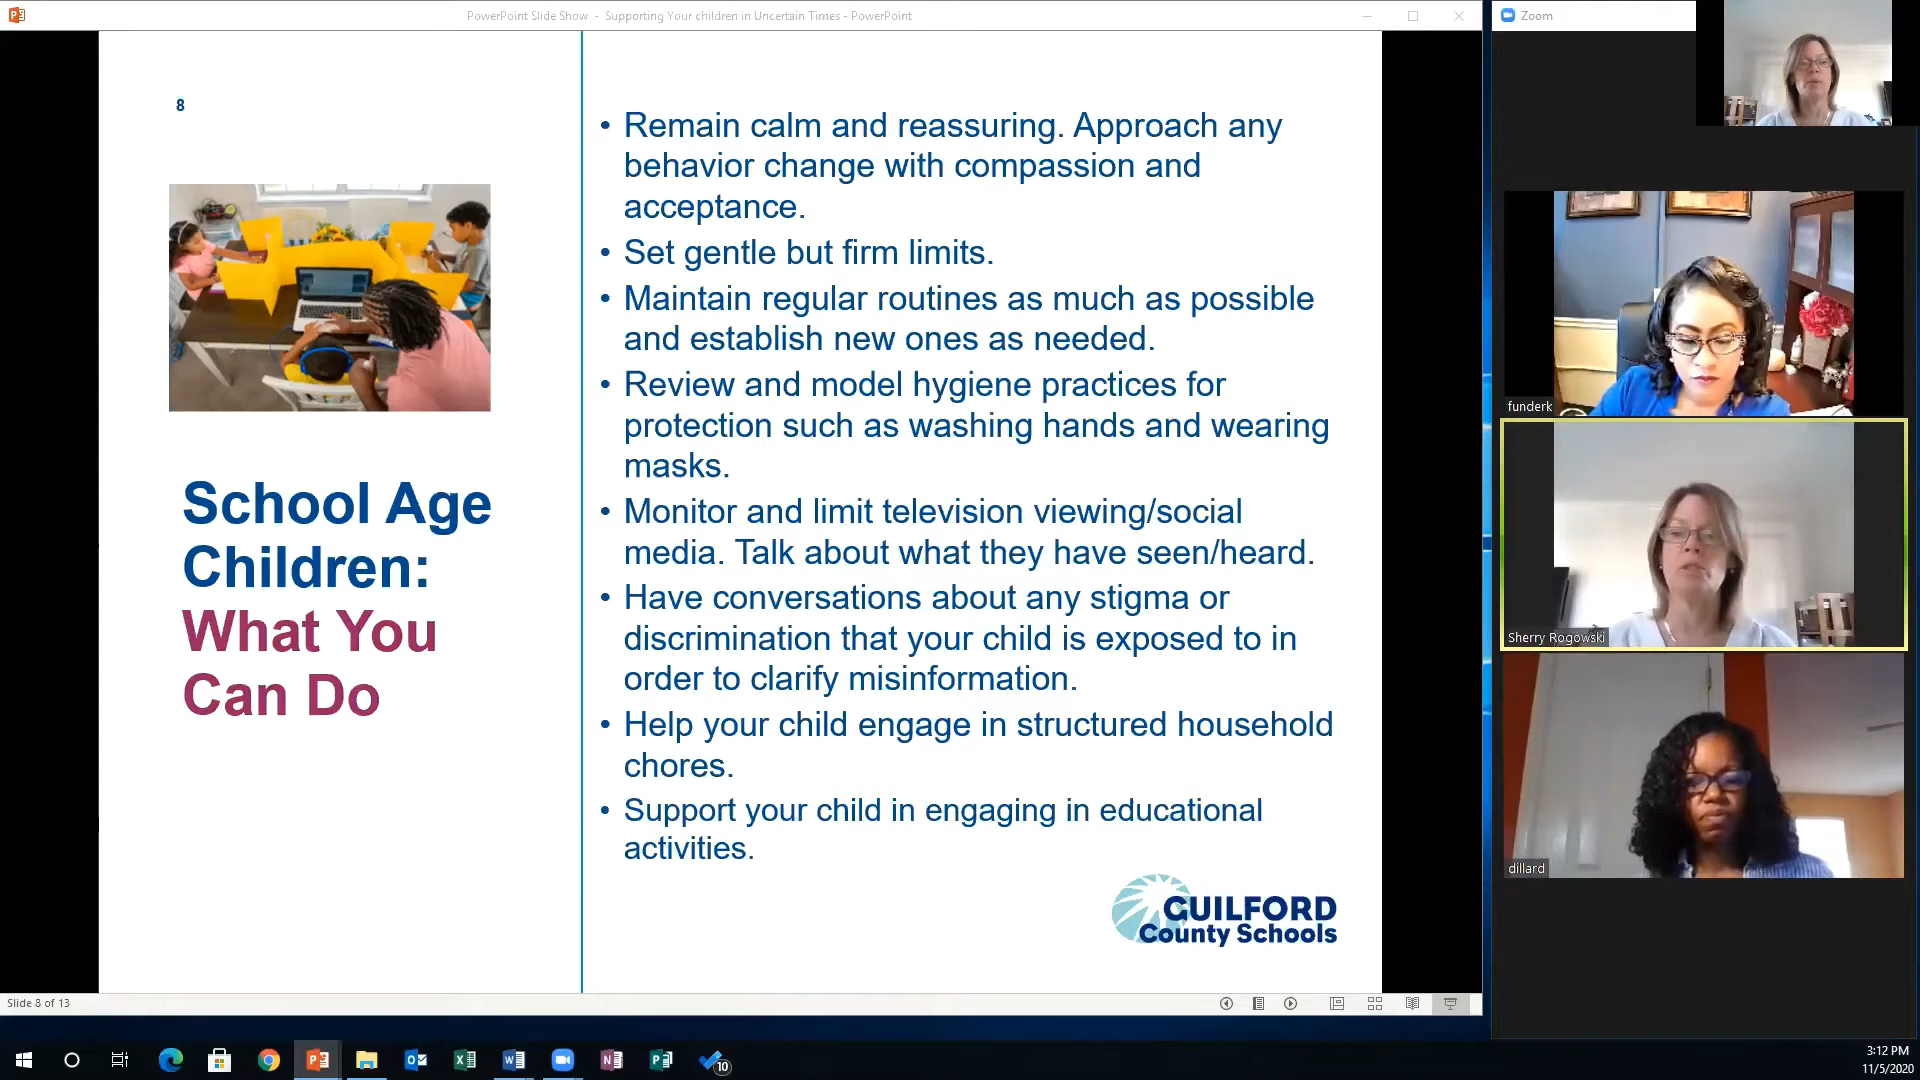 PowerPoint Slide Show - Supporting Your children in Uncertain Times - PowerPoint
Zoom
8
School Age
Children:
What You
Can Do
• Remain calm and reassuring. Approach any
behavior change with compassion and
acceptance.
• Set gentle but firm limits.
• Maintain regular routines as much as possible
and establish new ones as needed.
• Review and model hygiene practices for
protection such as washing hands and wearing
masks.
• Monitor and limit television viewing/social
media. Talk about what they have seen/heard.
• Have conversations about any stigma or
discrimination that your child is exposed to in
order to clarify misinformation.
• Help your child engage in structured household
chores.
• Support your child in engaging in educational
activities.
GUILFORD
County Schools
funderk
Sherry Rogowski
dillard
Slide 8 of 13
10
3:12 PM
11/5/2020